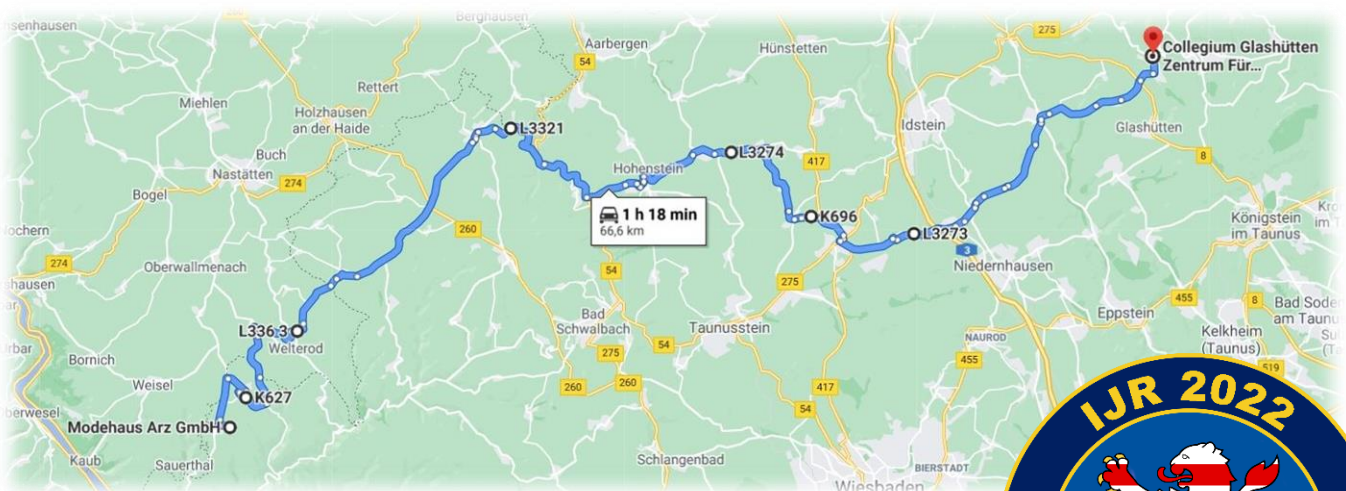 Berghausen
Aarbergen
54
Hünstetten
275
Collegium Glashütten
Zentrum Für...
Rettert
Miehlen
Holzhausen
an der Haide
L3321
Idstein
Glashütten
L3274
417
8
Buch
Nastätten
274
Hohenstein
Bogel
1 h 18 min
66,6 km
K696
Königstein
im Taunus
260
L3273
3
Niedernhausen
274
Oberwallmenach
54
275
455
8
Bad
Schwalbach
Taunusstein
Eppstein
Bad Soden
am Taunus
L336 3
Welterod
NAUROD
Kelkheim
(Taunus)
Bornich
54
275
455
519
Weisel
260
260
417
K627
54
IJR 2022
Modehaus Arz GmbH
Kaub
Sauerthal
Schlangenbad
BIERSTADT
Wiesbaden